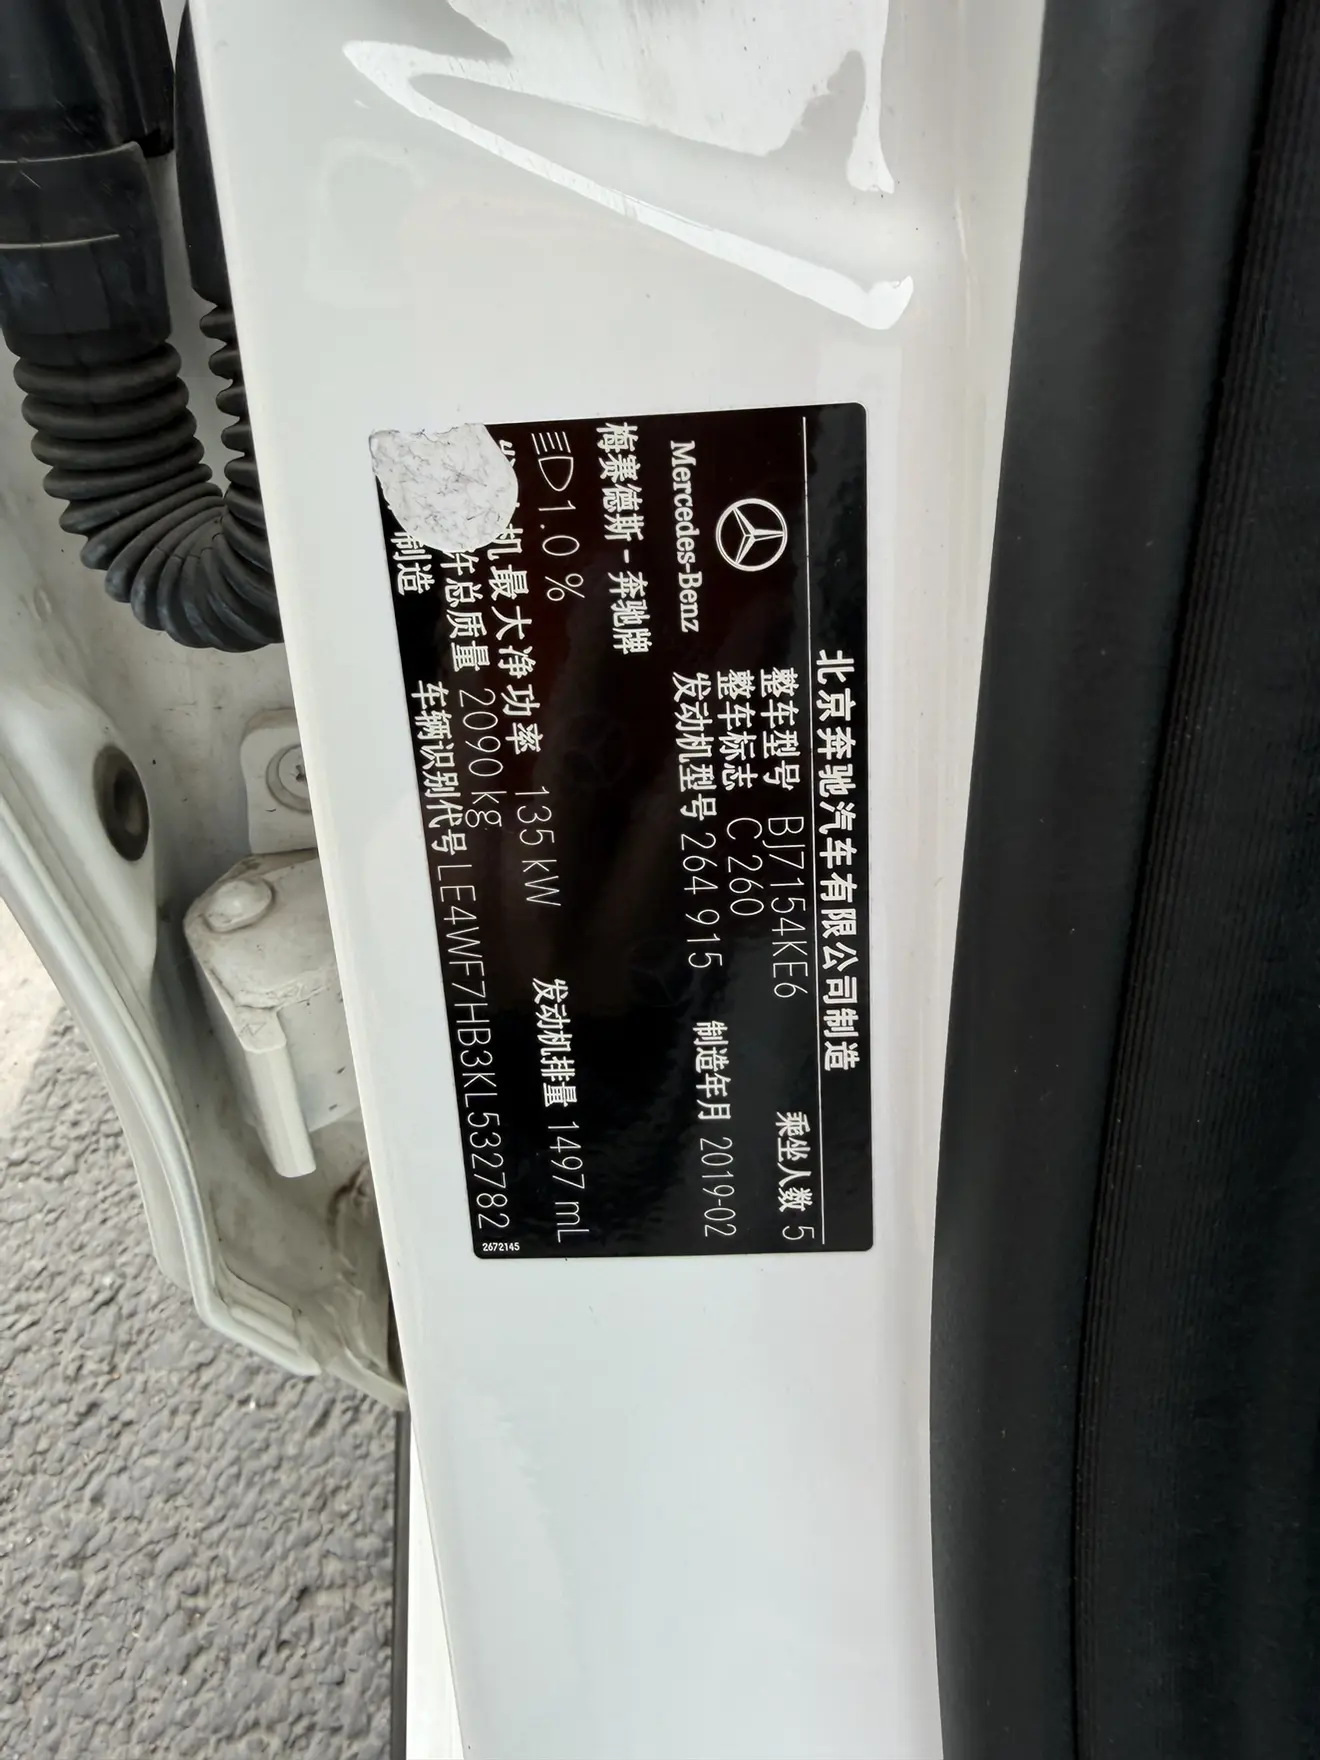 北京奔驰汽车有限公司制造
Mercedes-Benz
梅赛德斯-奔驰牌
整车型号 BJ7154KE6
乘坐人数 5
整车标志 C 260
发动机型号 264 915
制造年月 2019-02
1.0 %
机最大净功率 135 kW
发动机排量 1497 mL
许总质量 2090 kg
制造
车辆识别代号 LE4WF7HB3KL532782
2672145